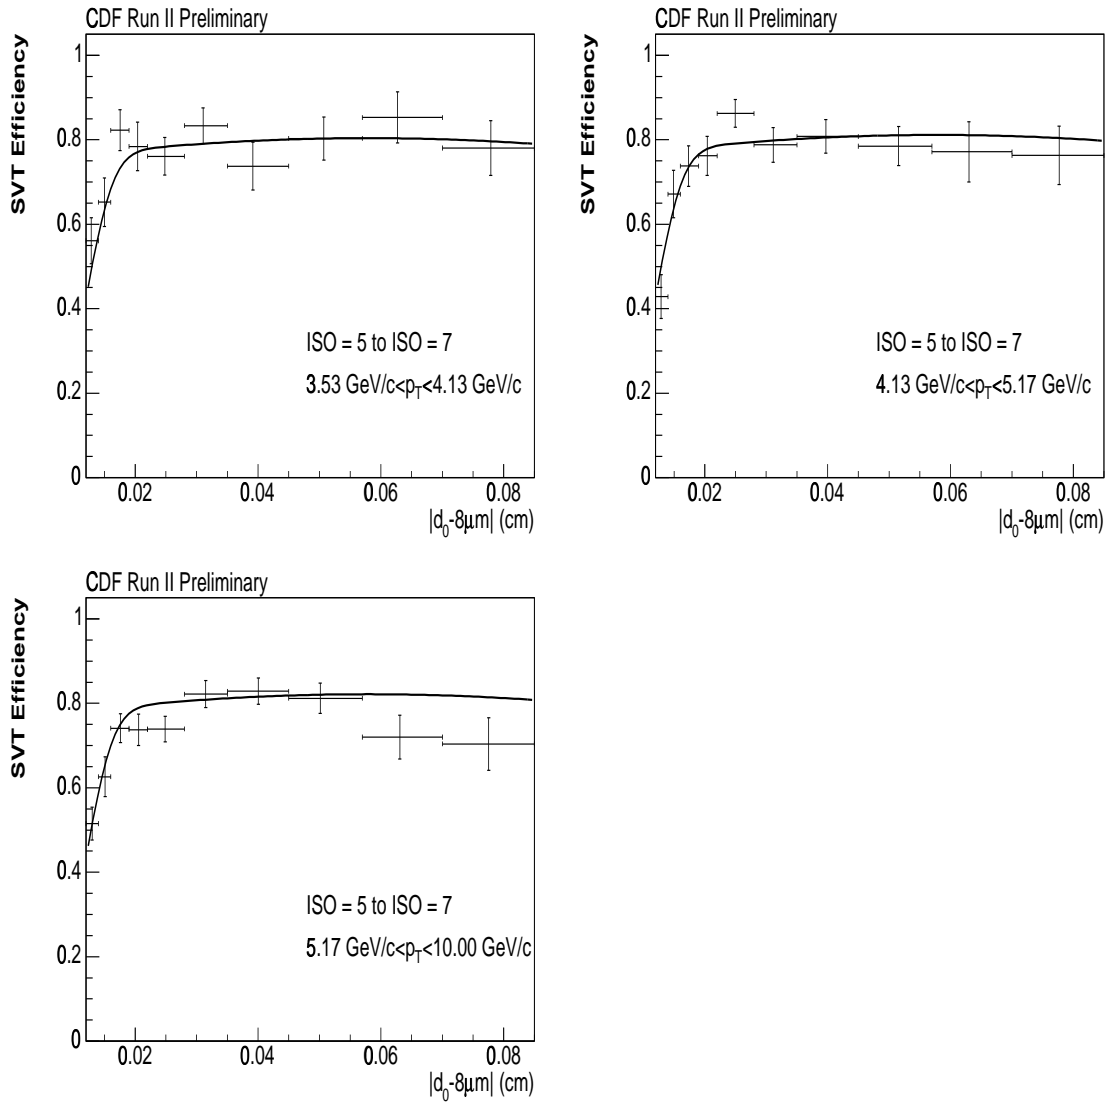 CDF Run II Preliminary
SVT Efficiency
1
0.8
0.6
0.4
0.2
0
ISO = 5 to ISO = 7
3.53 GeV/c<p_T<4.13 GeV/c
0.02 0.04 0.06 0.08
|d_0-8μm| (cm)
CDF Run II Preliminary
SVT Efficiency
1
0.8
0.6
0.4
0.2
0
ISO = 5 to ISO = 7
4.13 GeV/c<p_T<5.17 GeV/c
0.02 0.04 0.06 0.08
|d_0-8μm| (cm)
CDF Run II Preliminary
SVT Efficiency
1
0.8
0.6
0.4
0.2
0
ISO = 5 to ISO = 7
5.17 GeV/c<p_T<10.00 GeV/c
0.02 0.04 0.06 0.08
|d_0-8μm| (cm)